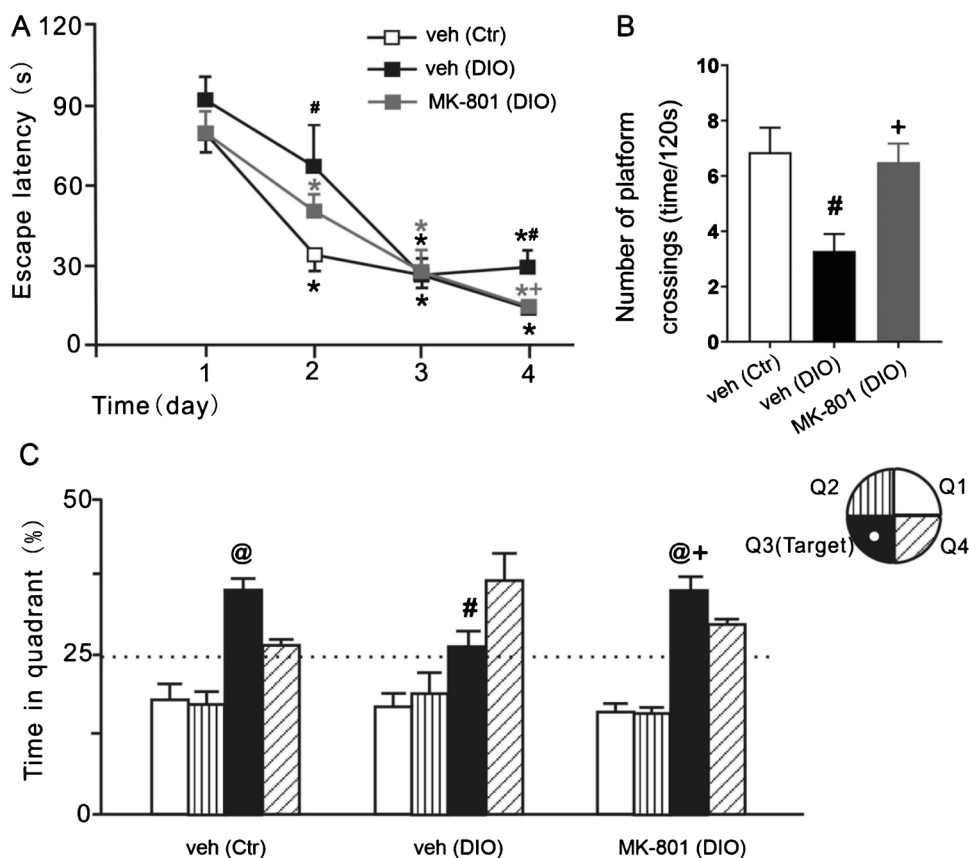 A
120
90
60
30
0
Escape latency (s)
veh (Ctr)
veh (DIO)
MK-801 (DIO)
#
*
*
*
*
*
*#
*+
*
1 2 3 4
Time (day)
B
8
6
4
2
0
Number of platform
crossings (time/120s)
#
+
veh (Ctr)
veh (DIO)
MK-801 (DIO)
C
50
25
0
Time in quadrant (%)
@
#
@+
veh (Ctr) veh (DIO) MK-801 (DIO)
Q2 Q1
Q3(Target) Q4